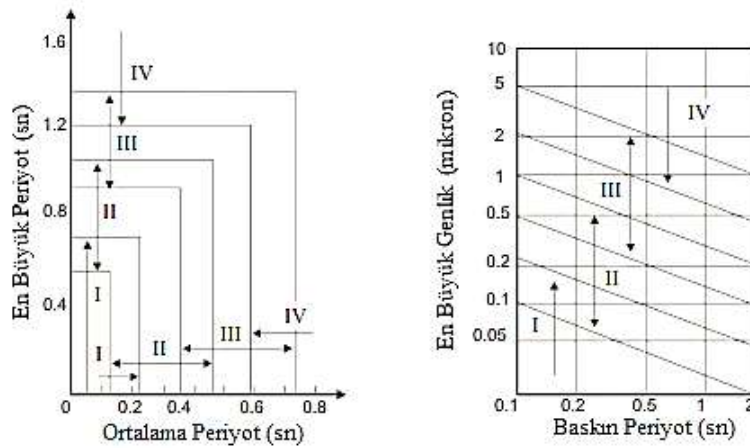 En Büyük Periyot (sn)
1.6
1.2
0.8
0.4
IV
III
II
I
I
II
III
IV
0
0.2
0.4
0.6
0.8
Ortalama Periyot (sn)
En Büyük Genlik (mikron)
10
5
2
1
0.5
0.2
0.1
0.05
IV
III
II
I
0.1
0.2
0.5
1
2
Baskın Periyot (sn)